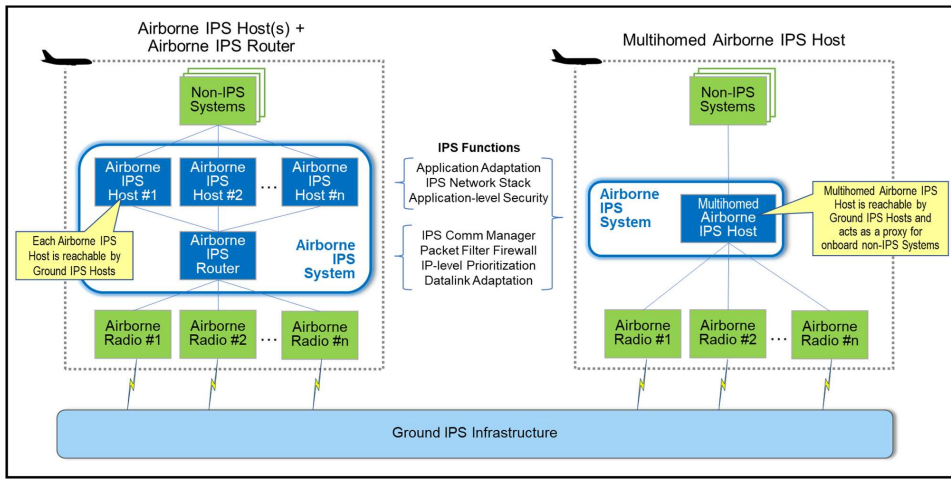 Airborne IPS Host(s) +
Airborne IPS Router
Multihomed Airborne IPS Host
Non-IPS
Systems
Non-IPS
Systems
IPS Functions
Airborne
IPS
Host #1
Airborne
IPS
Host #2
...
Airborne
IPS
Host #n
Application Adaptation
IPS Network Stack
Application-level Security
Airborne
IPS
System
Multihomed
Airborne
IPS Host
Multihomed Airborne IPS
Host is reachable by
Ground IPS Hosts and
acts as a proxy for
onboard non-IPS Systems
Each Airborne IPS
Host is reachable by
Ground IPS Hosts
Airborne
IPS
Router
Airborne
IPS
System
IPS Comm Manager
Packet Filter Firewall
IP-level Prioritization
Datalink Adaptation
Airborne
Radio #1
Airborne
Radio #2
...
Airborne
Radio #n
Airborne
Radio #1
Airborne
Radio #2
...
Airborne
Radio #n
Ground IPS Infrastructure